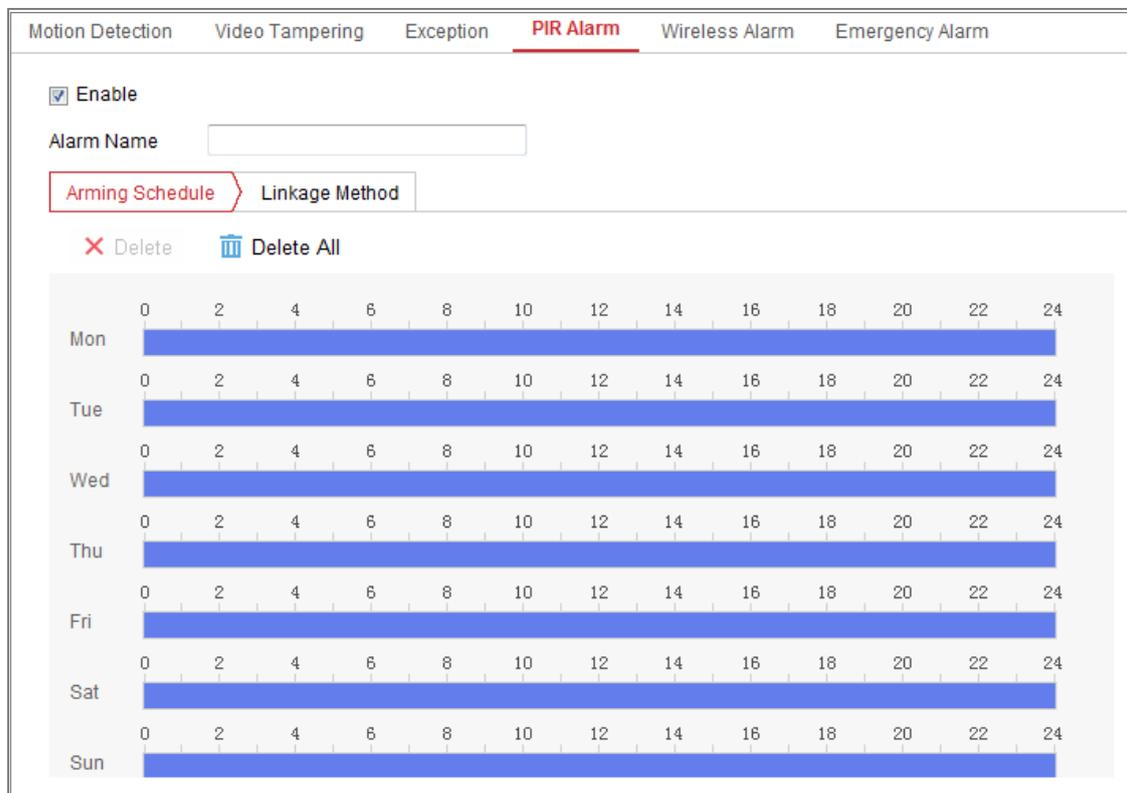 Motion Detection Video Tampering Exception PIR Alarm Wireless Alarm Emergency Alarm
Enable
Alarm Name
Arming Schedule Linkage Method
Delete Delete All
0 2 4 6 8 10 12 14 16 18 20 22 24
Mon
0 2 4 6 8 10 12 14 16 18 20 22 24
Tue
0 2 4 6 8 10 12 14 16 18 20 22 24
Wed
0 2 4 6 8 10 12 14 16 18 20 22 24
Thu
0 2 4 6 8 10 12 14 16 18 20 22 24
Fri
0 2 4 6 8 10 12 14 16 18 20 22 24
Sat
0 2 4 6 8 10 12 14 16 18 20 22 24
Sun